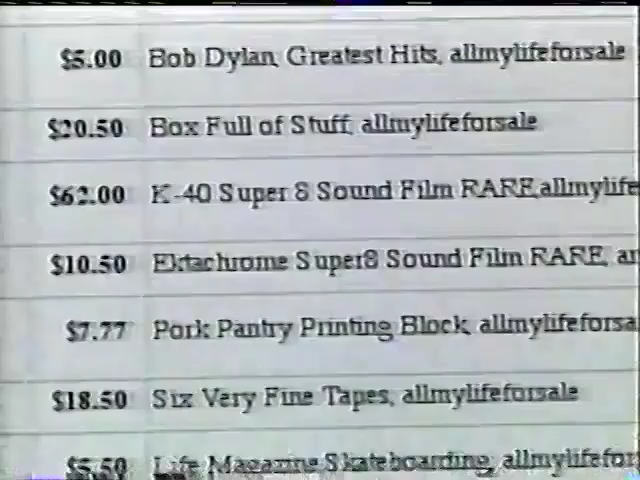 $5.00 Bob Dylan, Greatest Hits, allmylifeforsale
$20.50 Box Full of Stuff, allmylifeforsale
$62.00 K-40 Super 8 Sound Film RARE, allmylife
$10.50 Ektachrome Super8 Sound Film RARE, a
$7.77 Pork Pantry Printing Block, allmylifeforsa
$18.50 Six Very Fine Tapes, allmylifeforsale
$5.50 Life Magazine Skateboarding, allmylifefor